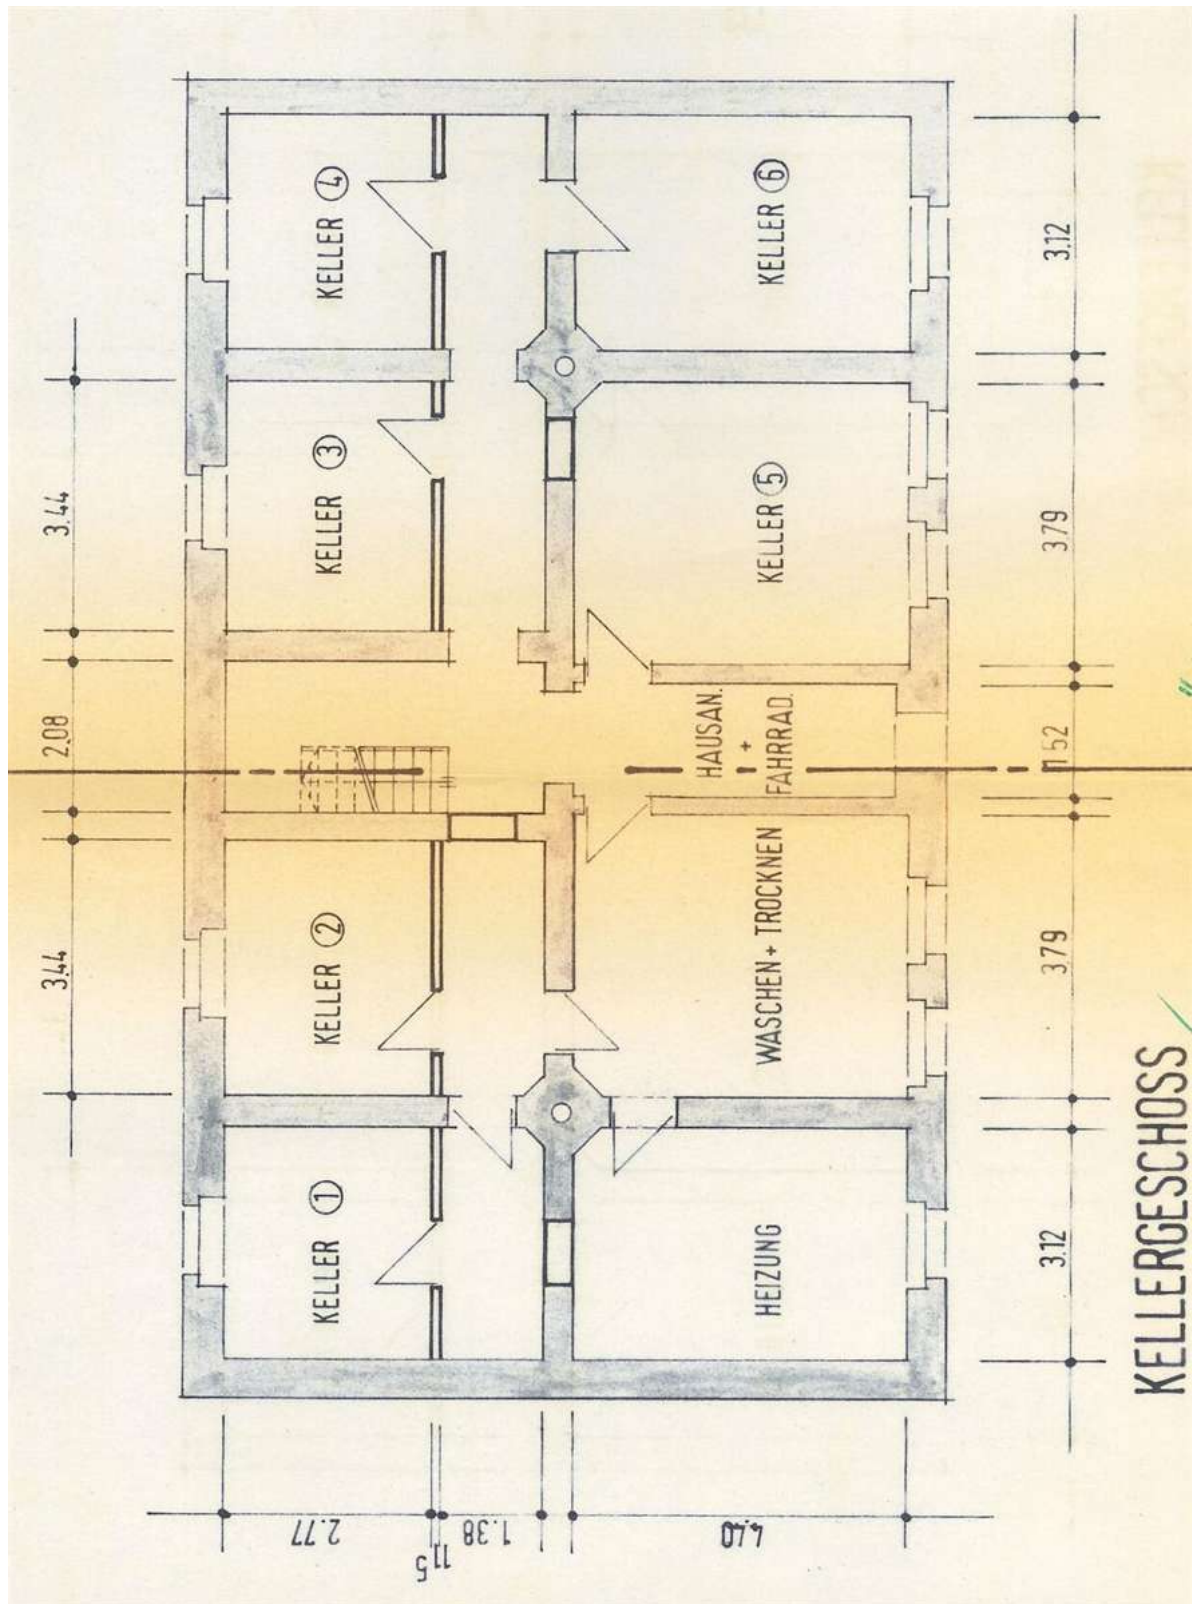 3.44
2.08
3.44
KELLER 1
KELLER 2
KELLER 3
KELLER 4
2.77
11 5
1.38
4.40
HEIZUNG
WASCHEN + TROCKNEN
HAUSAN.
+
FAHRRAD.
KELLER 5
KELLER 6
3.12
3.79
1.52
3.79
3.12
KELLERGESCHOSS